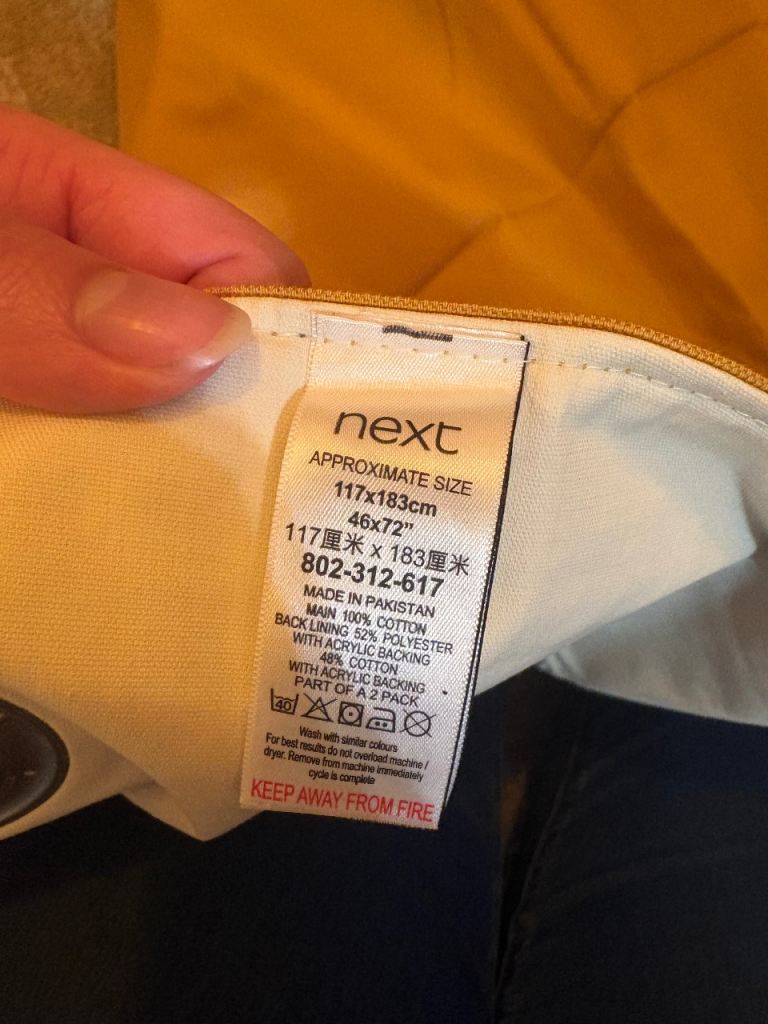 next
APPROXIMATE SIZE
117x183cm
46x72”
117厘米 x 183厘米
802-312-617
MADE IN PAKISTAN
MAIN 100% COTTON
BACK LINING 52% POLYESTER
WITH ACRYLIC BACKING
48% COTTON
WITH ACRYLIC BACKING
PART OF A 2 PACK
40
Wash with similar colours
For best results do not overload machine /
dryer. Remove from machine immediately
cycle is complete
KEEP AWAY FROM FIRE